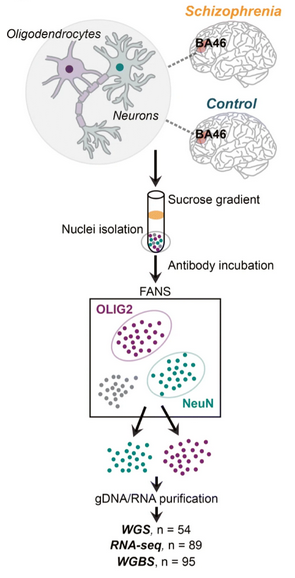 Schizophrenia
Oligodendrocytes
BA46
Control
Neurons
BA46
Sucrose gradient
Nuclei isolation
Antibody incubation
FANS
OLIG2
NeuN
gDNA/RNA purification
WGS, n = 54
RNA-seq, n = 89
WGBS, n = 95